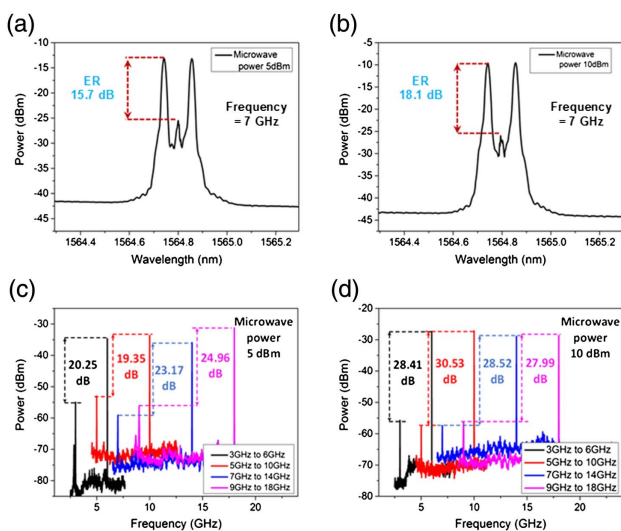 (a)
Microwave
power 5dBm
ER
15.7 dB
Frequency
= 7 GHz
Power (dBm)
-10
-15
-20
-25
-30
-35
-40
-45
1564.4
1564.6
1564.8
1565.0
1565.2
Wavelength (nm)
(b)
Microwave
power 10dBm
ER
18.1 dB
Frequency
= 7 GHz
Power (dBm)
-5
-10
-15
-20
-25
-30
-35
-40
-45
1564.4
1564.6
1564.8
1565.0
1565.2
Wavelength (nm)
(c)
Microwave
power
5 dBm
20.25
dB
19.35
dB
23.17
dB
24.96
dB
3GHz to 6GHz
5GHz to 10GHz
7GHz to 14GHz
9GHz to 18GHz
Power (dBm)
-30
-40
-50
-60
-70
-80
5
10
15
20
Frequency (GHz)
(d)
Microwave
power
10 dBm
28.41
dB
30.53
dB
28.52
dB
27.99
dB
3GHz to 6GHz
5GHz to 10GHz
7GHz to 14GHz
9GHz to 18GHz
Power (dBm)
-20
-30
-40
-50
-60
-70
-80
5
10
15
20
Frequency (GHz)